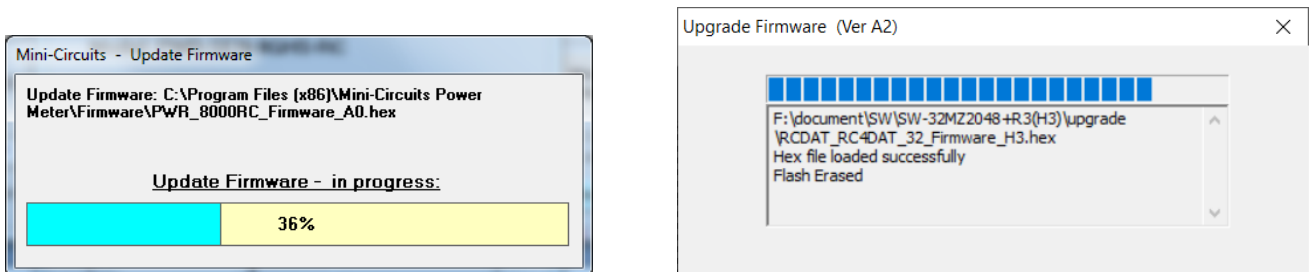 Mini-Circuits - Update Firmware
Update Firmware: C:\Program Files (x86)\Mini-Circuits Power
Meter\Firmware\PWR_8000RC_Firmware_A0.hex
Update Firmware - in progress:
36%
Upgrade Firmware (Ver A2)
F:\document\SW\SW-32MZ2048+R3(H3)\upgrade
\RCDAT_RC4DAT_32_Firmware_H3.hex
Hex file loaded successfully
Flash Erased